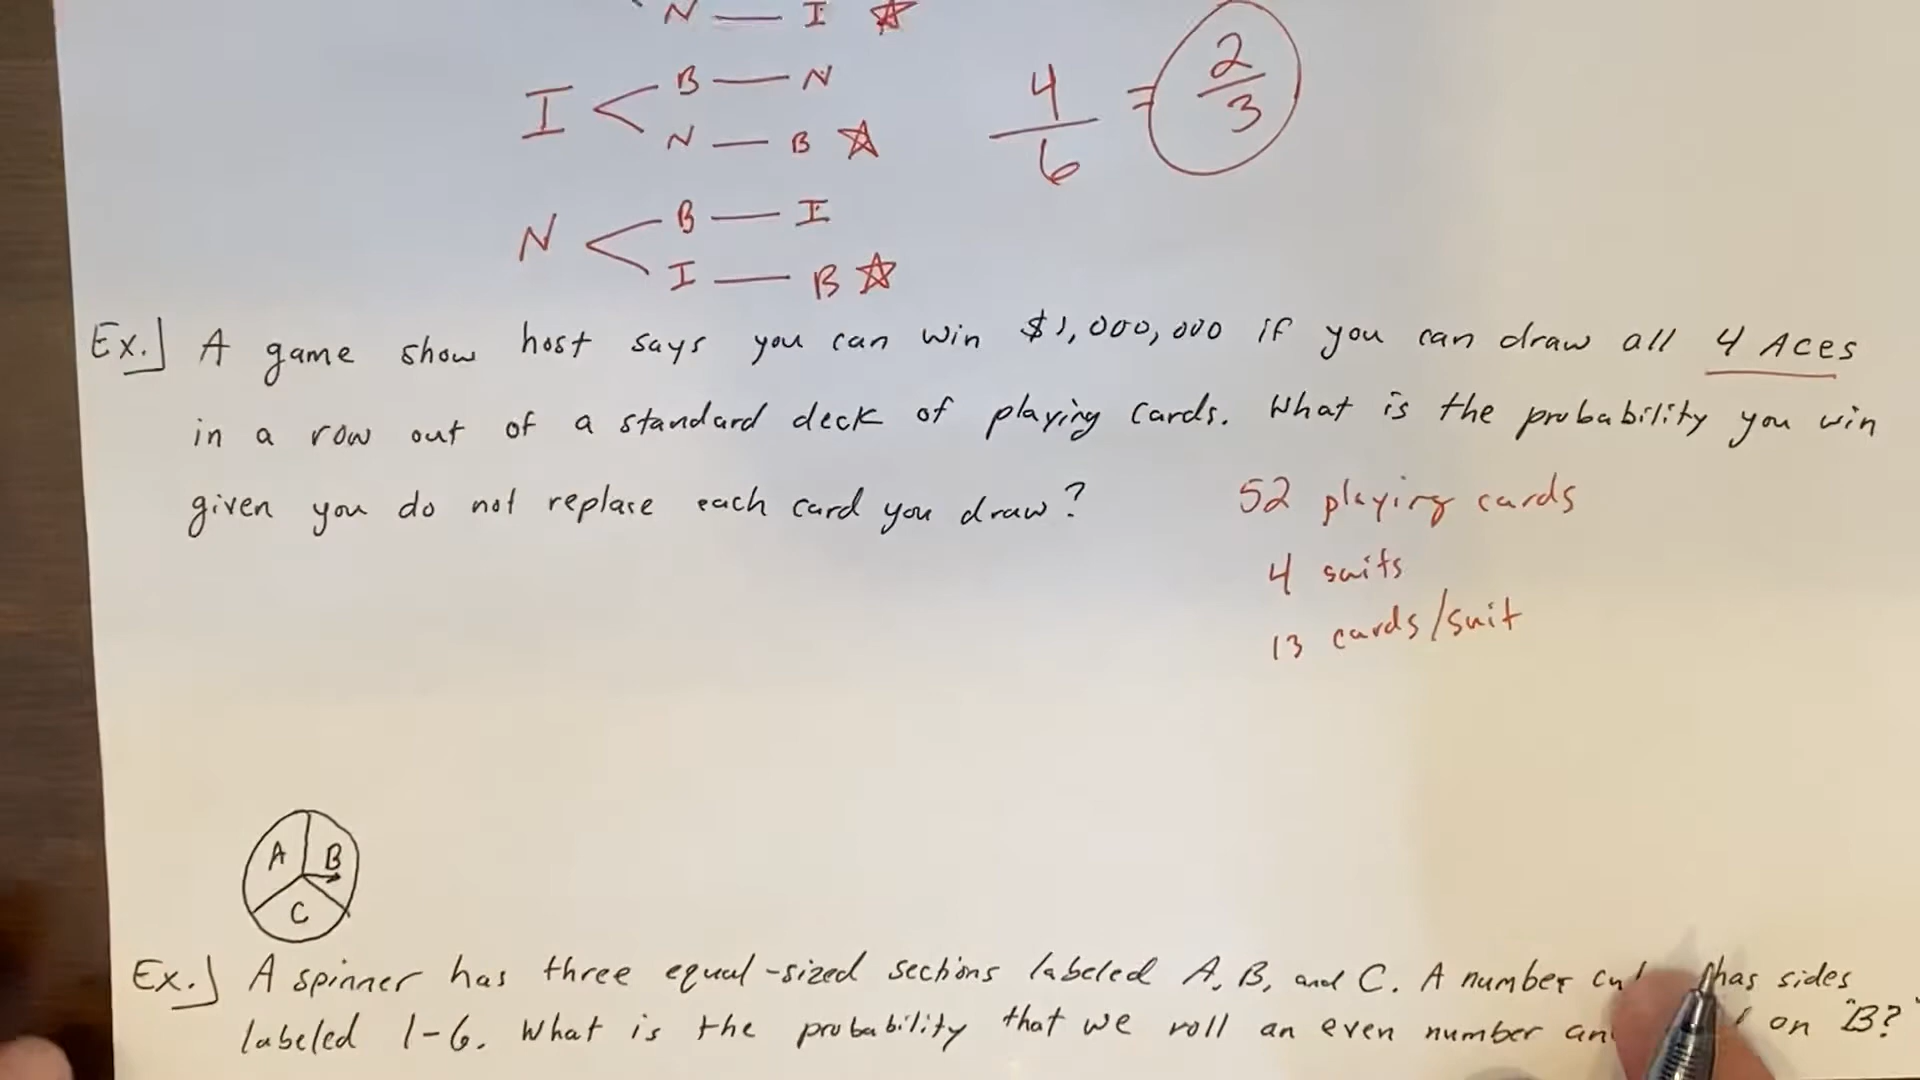 N — I ☆
B — N
I <
N — B ☆
4/6 = 2/3
B — I
N <
I — B ☆
Ex.] A game show host says you can win $1,000,000 if you can draw all 4 Aces
in a row out of a standard deck of playing cards. What is the probability you win
given you do not replace each card you draw?
52 playing cards
4 suits
13 cards/suit
A B
C
Ex.] A spinner has three equal-sized sections labeled A, B, and C. A number has sides
labeled 1-6. What is the probability that we roll an even number on "B?"